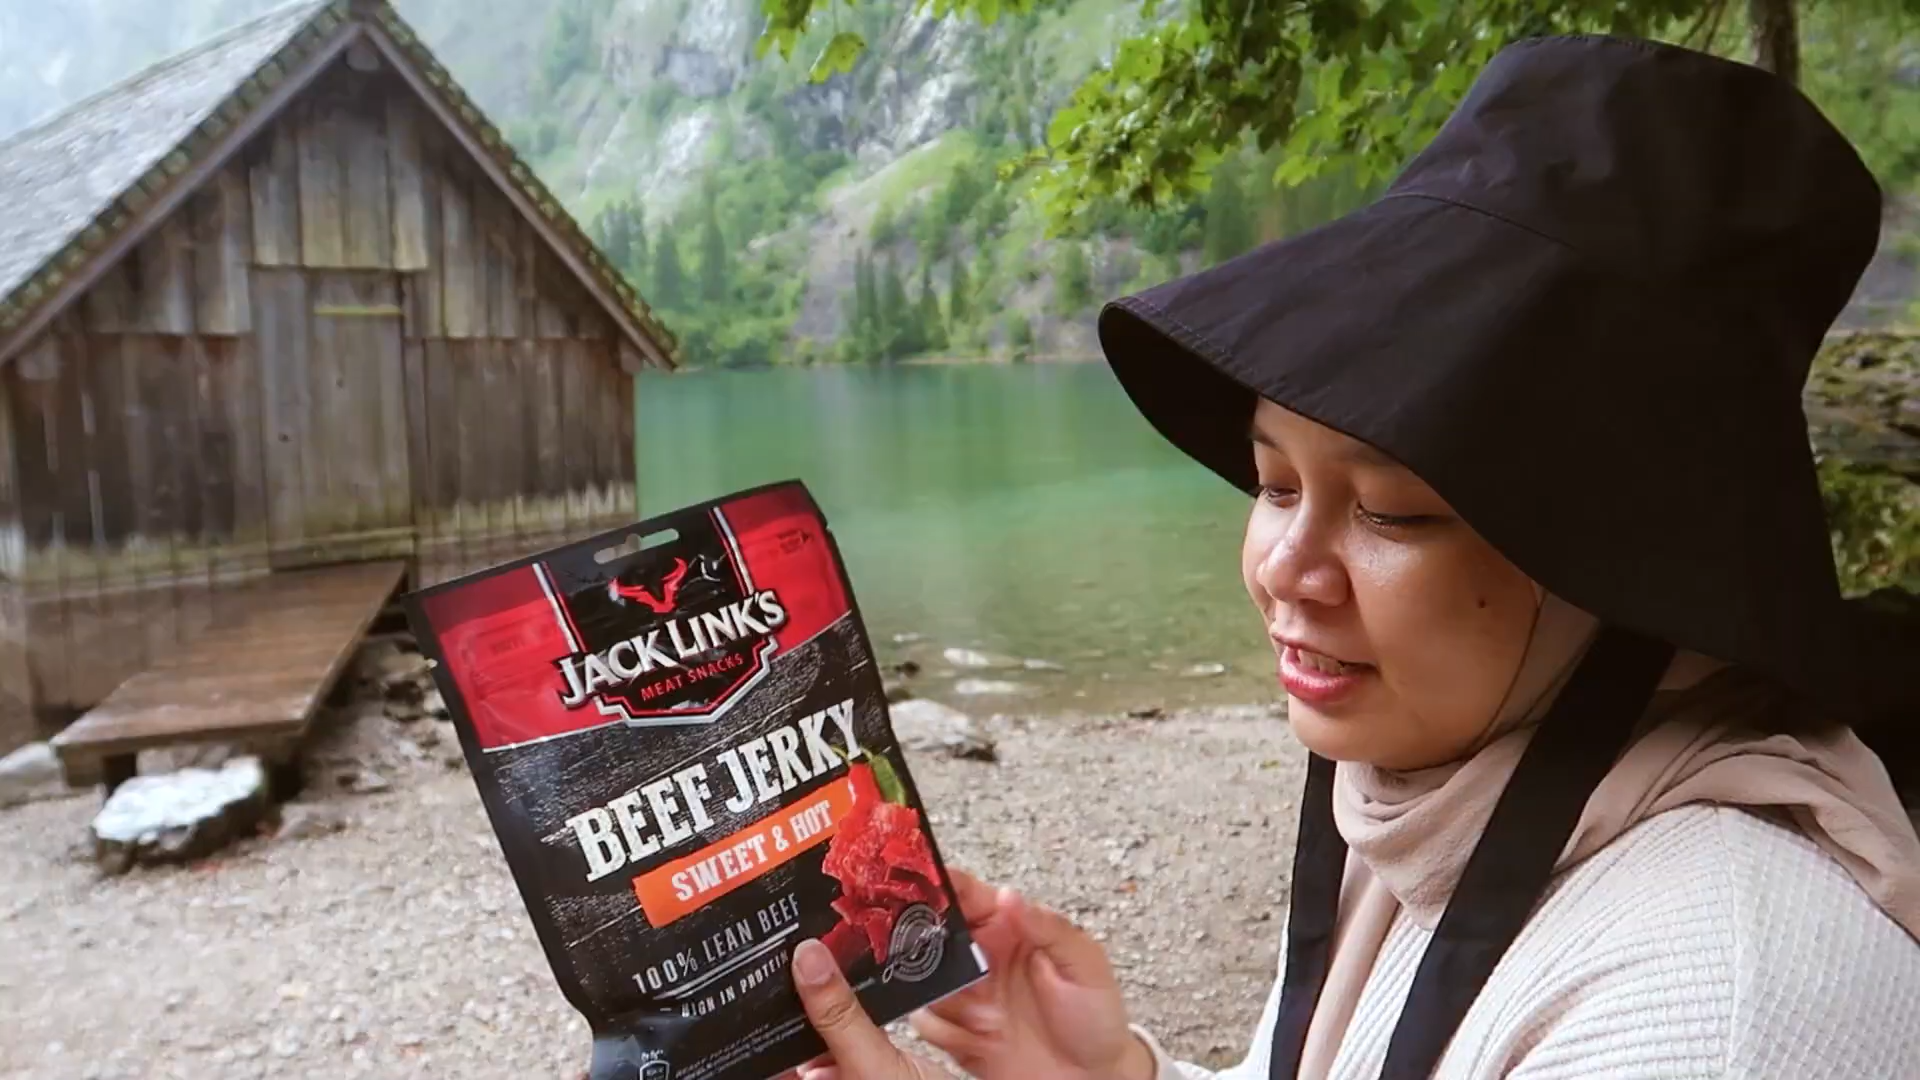 JACK LINK'S
MEAT SNACKS
BEEF JERKY
SWEET & HOT
100% LEAN BEEF
HIGH IN PROTEIN